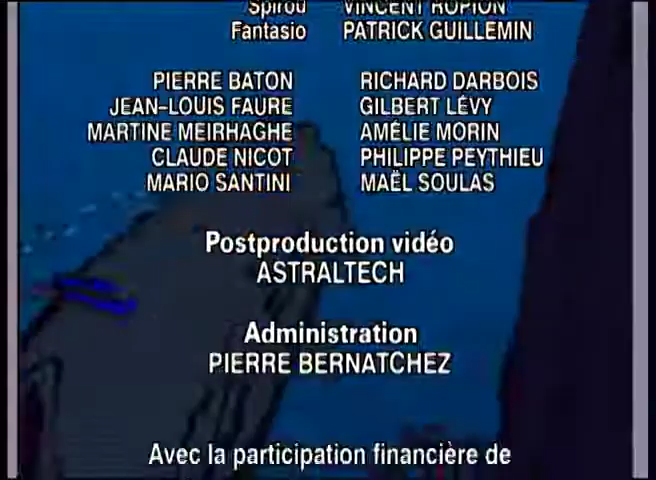 Spirou VINCENT ROPION
Fantasio PATRICK GUILLEMIN
PIERRE BATON RICHARD DARBOIS
JEAN-LOUIS FAURE GILBERT LÉVY
MARTINE MEIRHAGHE AMÉLIE MORIN
CLAUDE NICOT PHILIPPE PEYTHIEU
MARIO SANTINI MAËL SOULAS
Postproduction vidéo
ASTRALTECH
Administration
PIERRE BERNATCHEZ
Avec la participation financière de